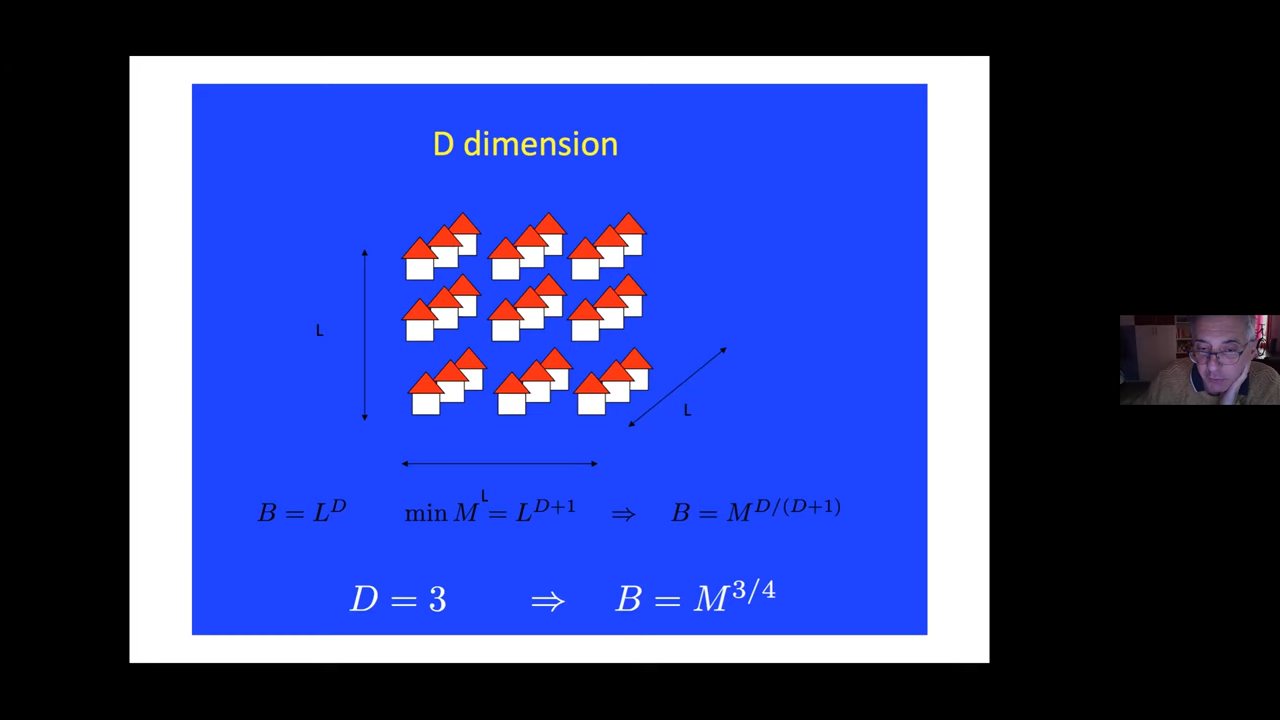 D dimension
L
L
L
B = L^D    min M = L^{D+1}    ⇒    B = M^{D/(D+1)}
D = 3    ⇒    B = M^{3/4}